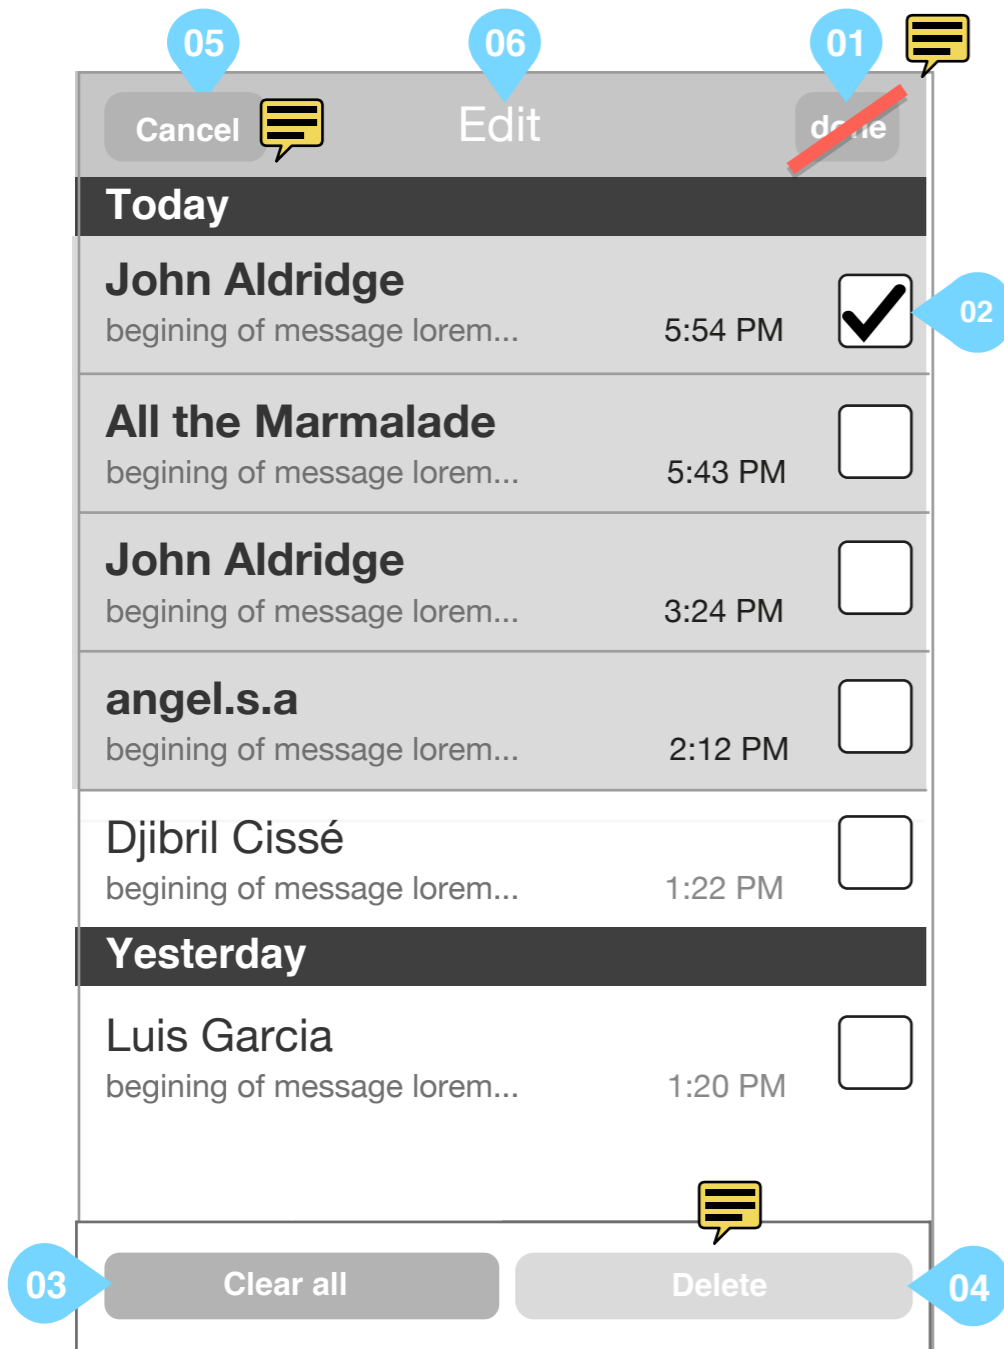 05 06 01
Cancel Edit done
Today
John Aldridge
begining of message lorem... 5:54 PM
02
All the Marmalade
begining of message lorem... 5:43 PM
John Aldridge
begining of message lorem... 3:24 PM
angel.s.a
begining of message lorem... 2:12 PM
Djibril Cissé
begining of message lorem... 1:22 PM
Yesterday
Luis Garcia
begining of message lorem... 1:20 PM
03 Clear all Delete 04